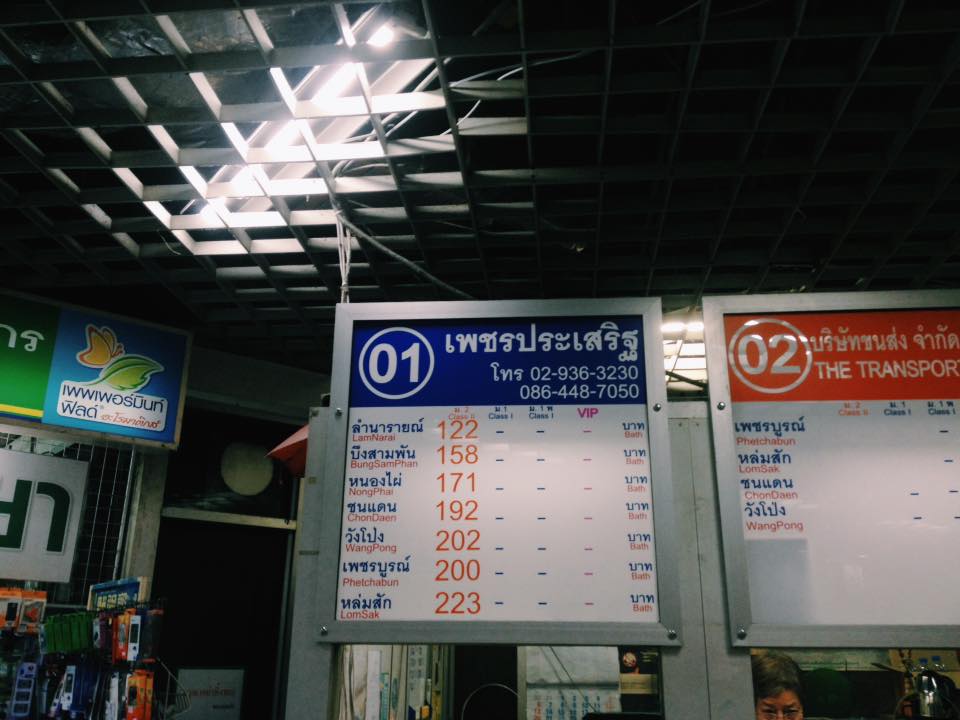 กร
เพพเพอร์มิ้นท์
ฟิลด์
01 เพชรประเสริฐ
โทร 02-936-3230
086-448-7050
ม. 2 ม 1 ม. 1 พ VIP
Class II Class I Class I
ลำนารายณ์ 122 - - - บาท
LamNarai Bath
บึงสามพัน 158 - - - บาท
BungSamPhan Bath
หนองไผ่ 171 - - - บาท
NongPhai Bath
ชนแดน 192 - - - บาท
ChonDaen Bath
วังโป่ง 202 - - - บาท
WangPong Bath
เพชรบูรณ์ 200 - - - บาท
Phetchabun Bath
หล่มสัก 223 - - - บาท
LomSak Bath
02 บริษัทขนส่ง จำกัด
THE TRANSPORT
ม. 2 ม 1 ม. 1 พ
Class II Class I Class I
เพชรบูรณ์ -
Phetchabun
หล่มสัก -
LomSak
ชนแดน - -
ChonDaen
วังโป่ง - -
WangPong